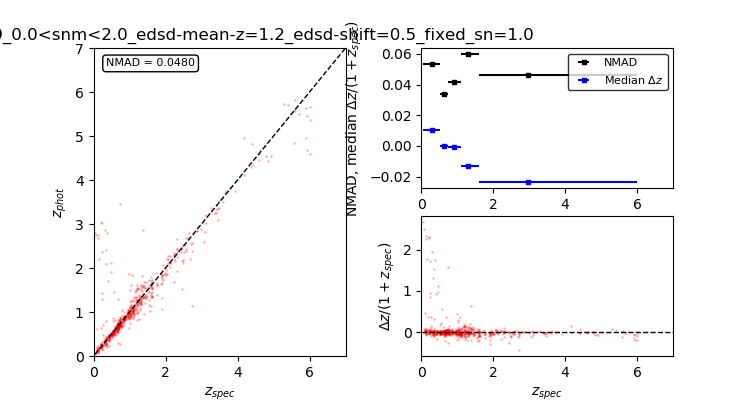 _0.0<snm<2.0_edsd-mean-z=1.2_edsd-shift=0.5_fixed_sn=1.0
NMAD = 0.0480
z_phot
z_spec
0 1 2 3 4 5 6 7
0 2 4 6
NMAD, median Δz/(1 + z_spec)
NMAD
Median Δz
0.06
0.04
0.02
0.00
−0.02
0 2 4 6
Δz/(1 + z_spec)
2
1
0
0 2 4 6
z_spec